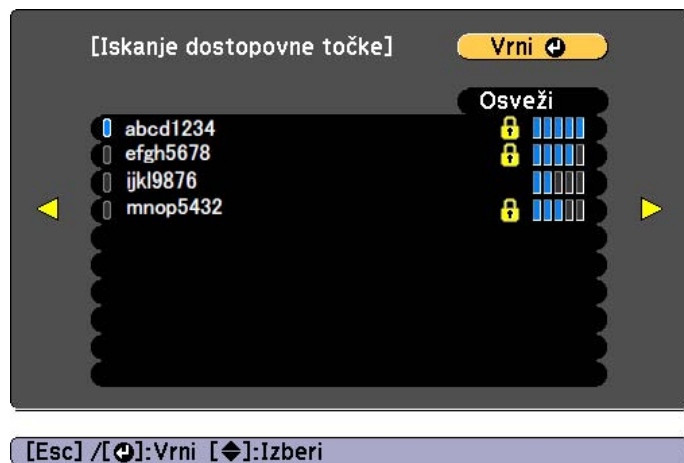 [Iskanje dostopovne točke] Vrni
Osveži
abcd1234
efgh5678
ijkl9876
mnop5432
[Esc] /[ ]:Vrni [ ]:Izberi